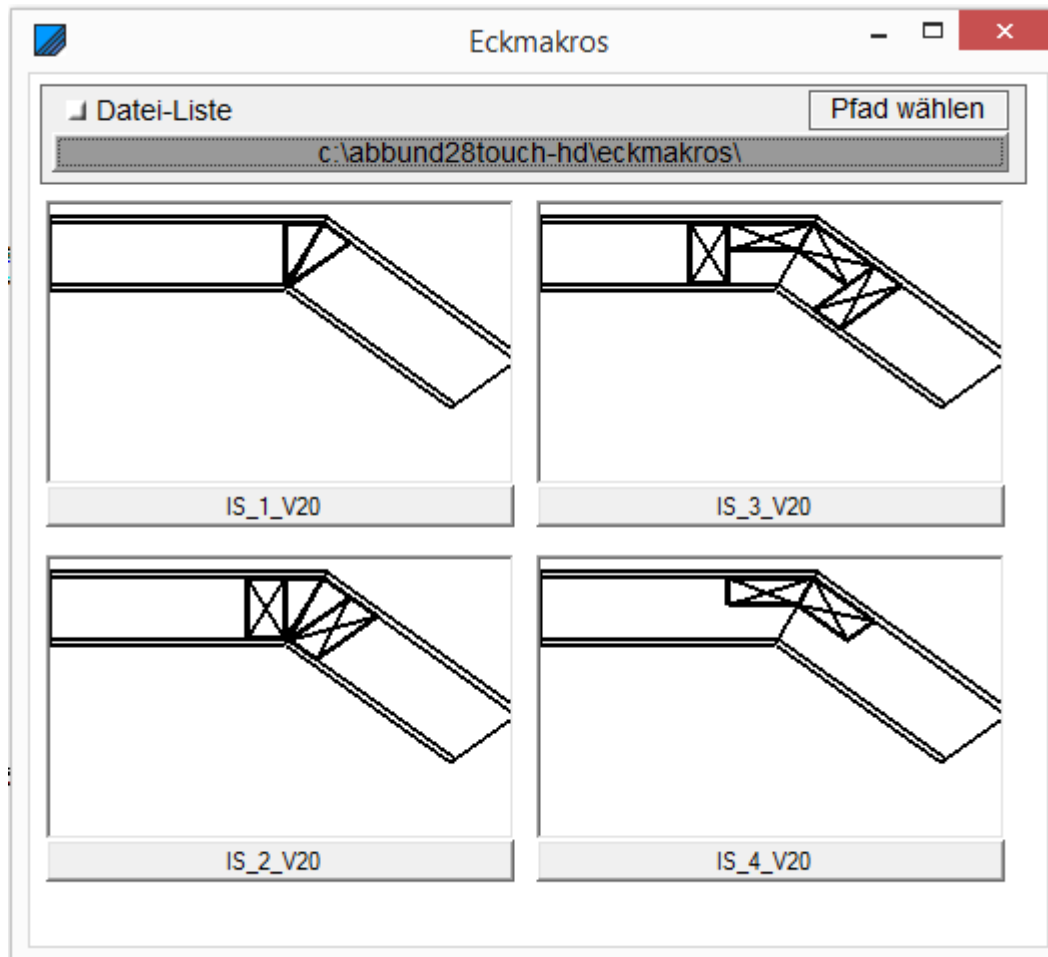 Eckmakros
Datei-Liste
Pfad wählen
c:\abbund28touch-hd\eckmakros\
IS_1_V20
IS_3_V20
IS_2_V20
IS_4_V20